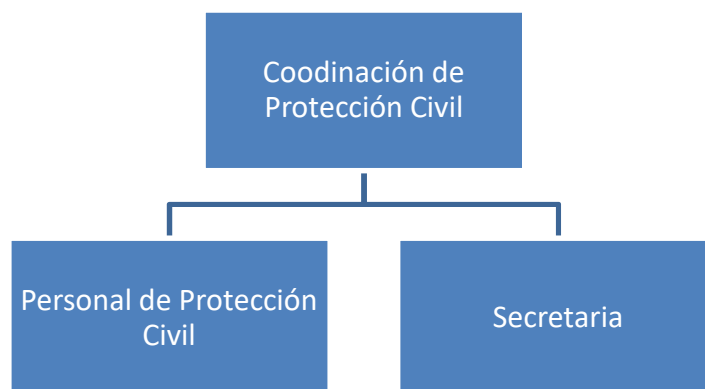 Coodinación de
Protección Civil
Personal de Protección
Civil
Secretaria